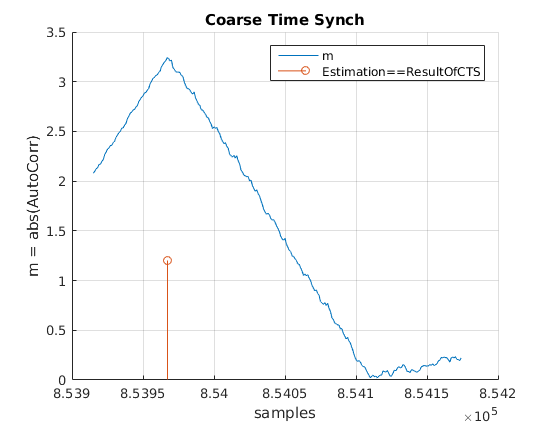 Coarse Time Synch
3.5
3
2.5
2
1.5
1
0.5
0
m = abs(AutoCorr)
m
Estimation==ResultOfCTS
8.539 8.5395 8.54 8.5405 8.541 8.5415 8.542
samples
×10^5